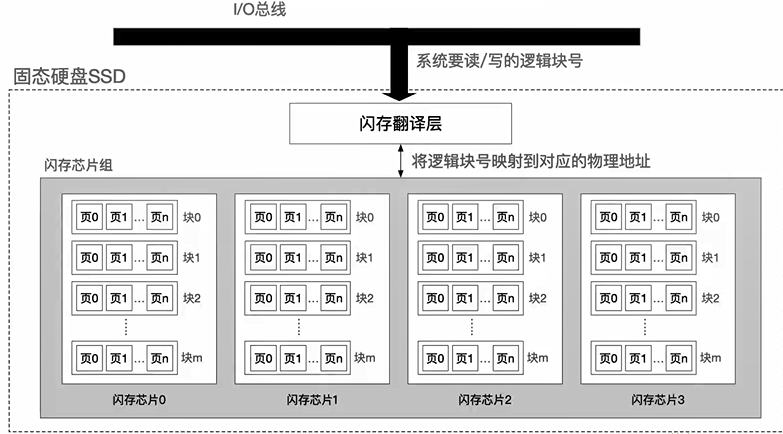 I/O总线
系统要读/写的逻辑块号
固态硬盘SSD
闪存翻译层
将逻辑块号映射到对应的物理地址
闪存芯片组
页0 页1 … 页n 块0 页0 页1 … 页n 块0 页0 页1 … 页n 块0 页0 页1 … 页n 块0
页0 页1 … 页n 块1 页0 页1 … 页n 块1 页0 页1 … 页n 块1 页0 页1 … 页n 块1
页0 页1 … 页n 块2 页0 页1 … 页n 块2 页0 页1 … 页n 块2 页0 页1 … 页n 块2
页0 页1 … 页n 块m 页0 页1 … 页n 块m 页0 页1 … 页n 块m 页0 页1 … 页n 块m
闪存芯片0 闪存芯片1 闪存芯片2 闪存芯片3